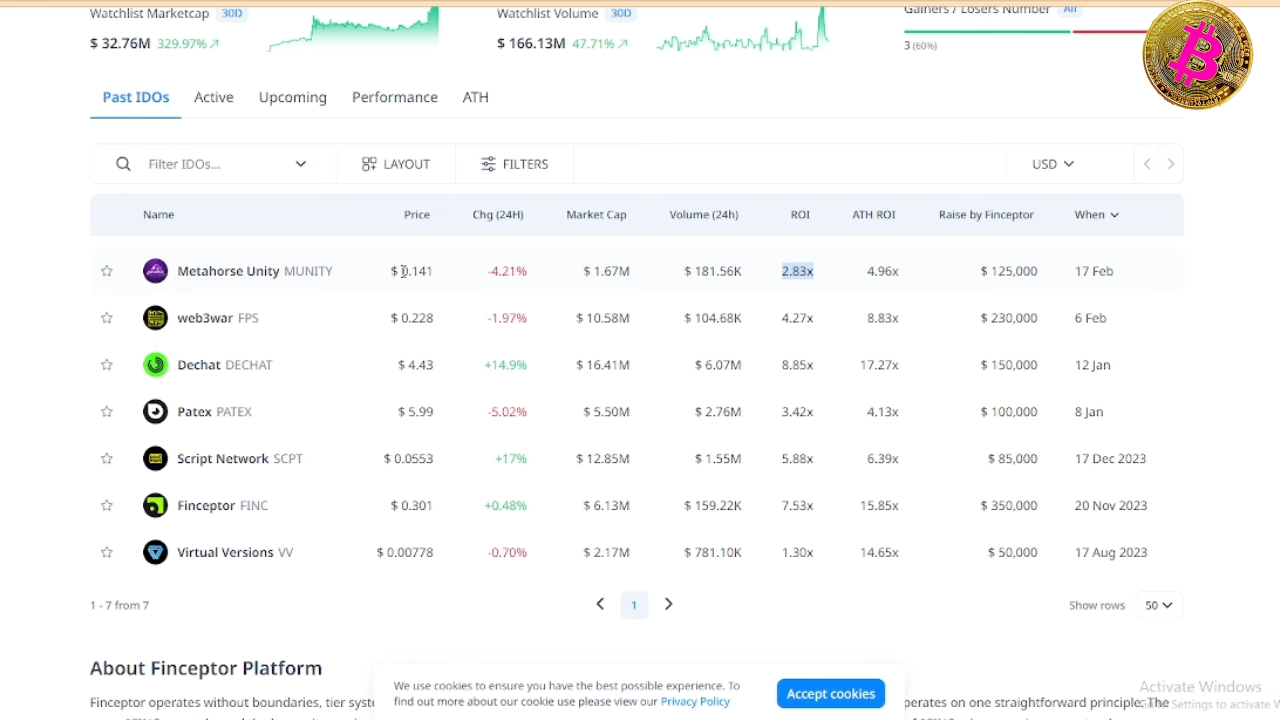 Watchlist Marketcap 30D Watchlist Volume 30D Gainers / Losers Number All
$ 32.76M 329.97% $ 166.13M 47.71% 3 (60%)
Past IDOs Active Upcoming Performance ATH
Filter IDOs... LAYOUT FILTERS USD
Name Price Chg (24H) Market Cap Volume (24h) ROI ATH ROI Raise by Finceptor When
Metahorse Unity MUNITY $ 0.141 -4.21% $ 1.67M $ 181.56K 2.83x 4.96x $ 125,000 17 Feb
web3war FPS $ 0.228 -1.97% $ 10.58M $ 104.68K 4.27x 8.83x $ 230,000 6 Feb
Dechat DECHAT $ 4.43 +14.9% $ 16.41M $ 6.07M 8.85x 17.27x $ 150,000 12 Jan
Patex PATEX $ 5.99 -5.02% $ 5.50M $ 2.76M 3.42x 4.13x $ 100,000 8 Jan
Script Network SCPT $ 0.0553 +17% $ 12.85M $ 1.55M 5.88x 6.39x $ 85,000 17 Dec 2023
Finceptor FINC $ 0.301 +0.48% $ 6.13M $ 159.22K 7.53x 15.85x $ 350,000 20 Nov 2023
Virtual Versions VV $ 0.00778 -0.70% $ 2.17M $ 781.10K 1.30x 14.65x $ 50,000 17 Aug 2023
1 - 7 from 7 1 Show rows 50
About Finceptor Platform
We use cookies to ensure you have the best possible experience. To
find out more about our cookie use please view our Privacy Policy
Accept cookies
Activate Windows
Settings to activate
Finceptor operates without boundaries, tier operates on one straightforward principle: The